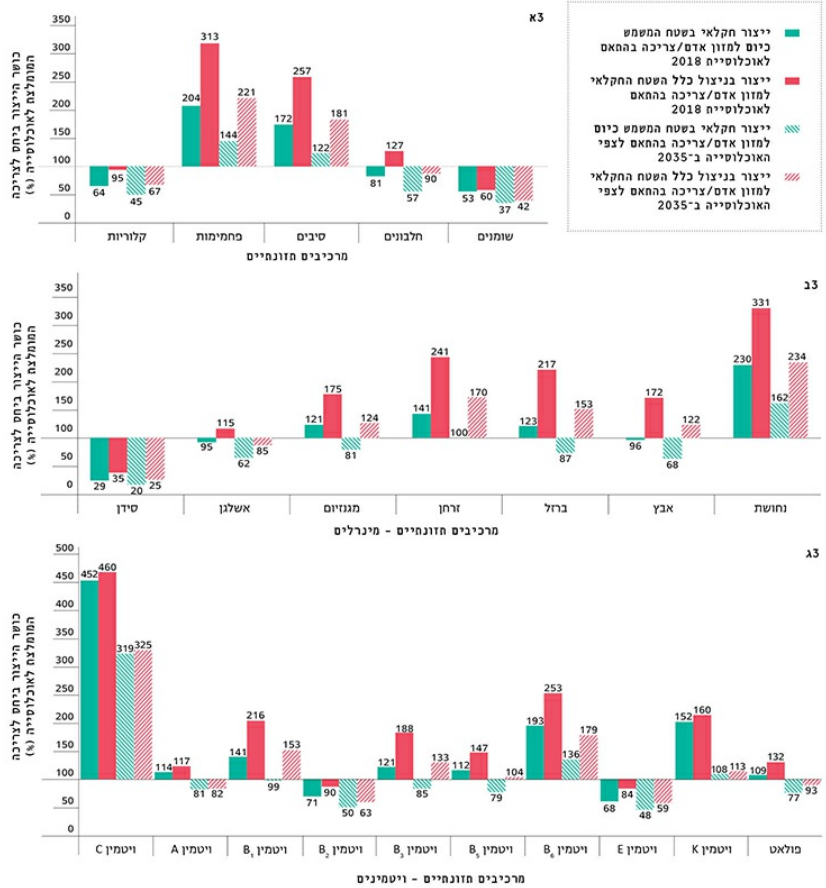 3א
ייצור חקלאי בשטח המשמש
כיום למזון אדם/צריכה בהתאם
לאוכלוסיית 2018
ייצור בניצול כלל השטח החקלאי
למזון אדם/צריכה בהתאם
לאוכלוסיית 2018
ייצור חקלאי בשטח המשמש כיום
למזון אדם/צריכה בהתאם לצפי
האוכלוסייה ב־2035
ייצור בניצול כלל השטח החקלאי
למזון אדם/צריכה בהתאם לצפי
האוכלוסייה ב־2035
כושר הייצור ביחס לצריכה
המומלצת לאוכלוסייה (%)
350
300
250
200
150
100
50
0
64 95 45 67
204 313 144 221
172 257 122 181
81 127 57 90
53 60 37 42
קלוריות פחמימות סיבים חלבונים שומנים
מרכיבים תזונתיים
3ב
כושר הייצור ביחס לצריכה
המומלצת לאוכלוסייה (%)
350
300
250
200
150
100
50
0
29 35 20 25
95 115 62 85
121 175 81 124
141 241 100 170
123 217 87 153
96 172 68 122
230 331 162 234
סידן אשלגן מגנזיום זרחן ברזל אבץ נחושת
מרכיבים תזונתיים - מינרלים
3ג
כושר הייצור ביחס לצריכה
המומלצת לאוכלוסייה (%)
500
450
400
350
300
250
200
150
100
50
0
452 460 319 325
114 117 81 82
141 216 99 153
71 90 50 63
121 188 85 133
112 147 79 104
193 253 136 179
68 84 48 59
152 160 108 113
109 132 77 93
ויטמין C ויטמין A ויטמין B₁ ויטמין B₂ ויטמין B₃ ויטמין B₅ ויטמין B₆ ויטמין E ויטמין K פולאט
מרכיבים תזונתיים - ויטמינים